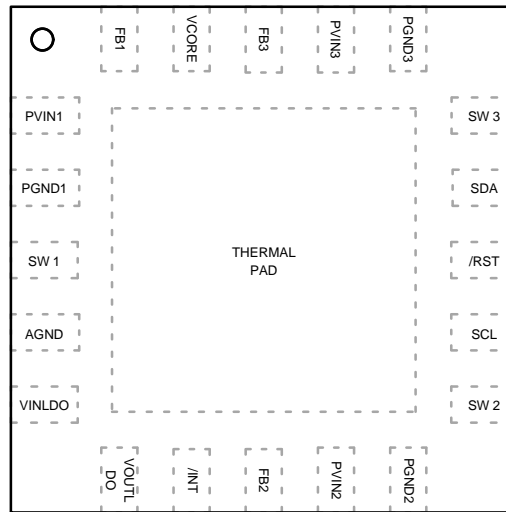 FB1
VCORE
FB3
PVIN3
PGND3
PVIN1
SW 3
PGND1
SDA
SW 1
THERMAL
PAD
/RST
AGND
SCL
VINLDO
SW 2
VOUTL
DO
/INT
FB2
PVIN2
PGND2